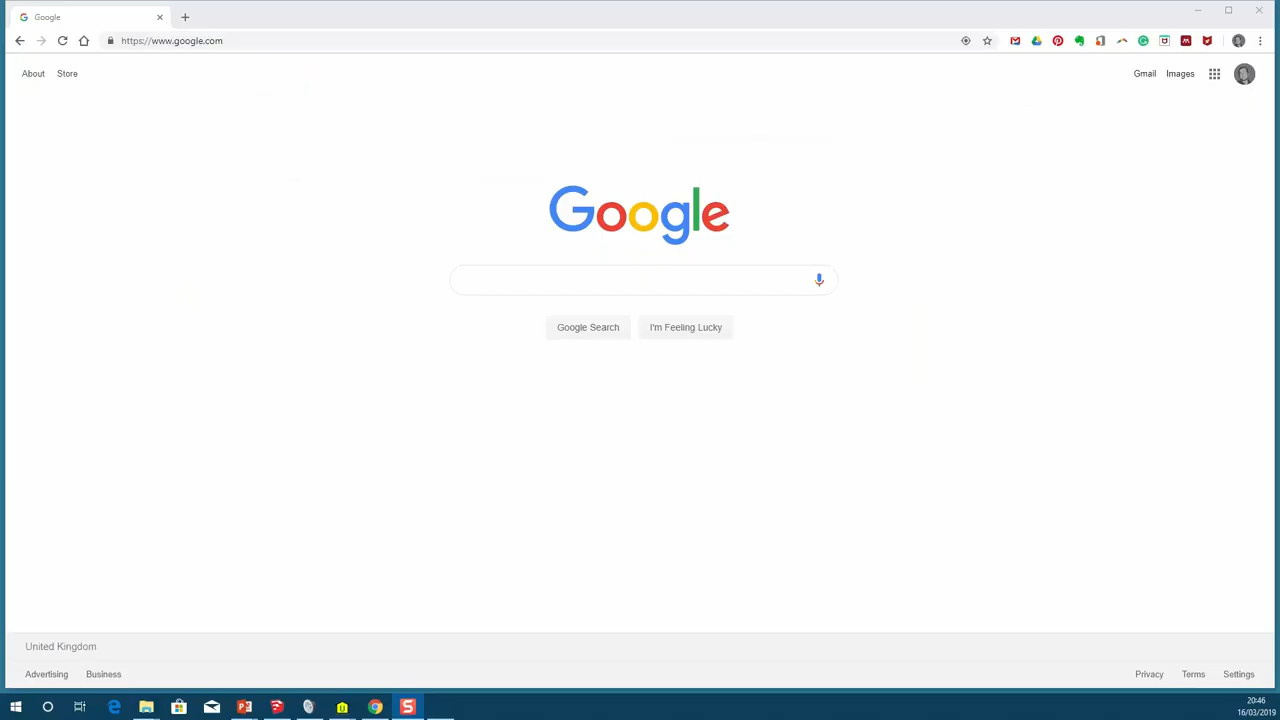 Google
https://www.google.com
About Store
Gmail Images
Google
Google Search I'm Feeling Lucky
United Kingdom
Advertising Business
Privacy Terms Settings
20:46
16/03/2019